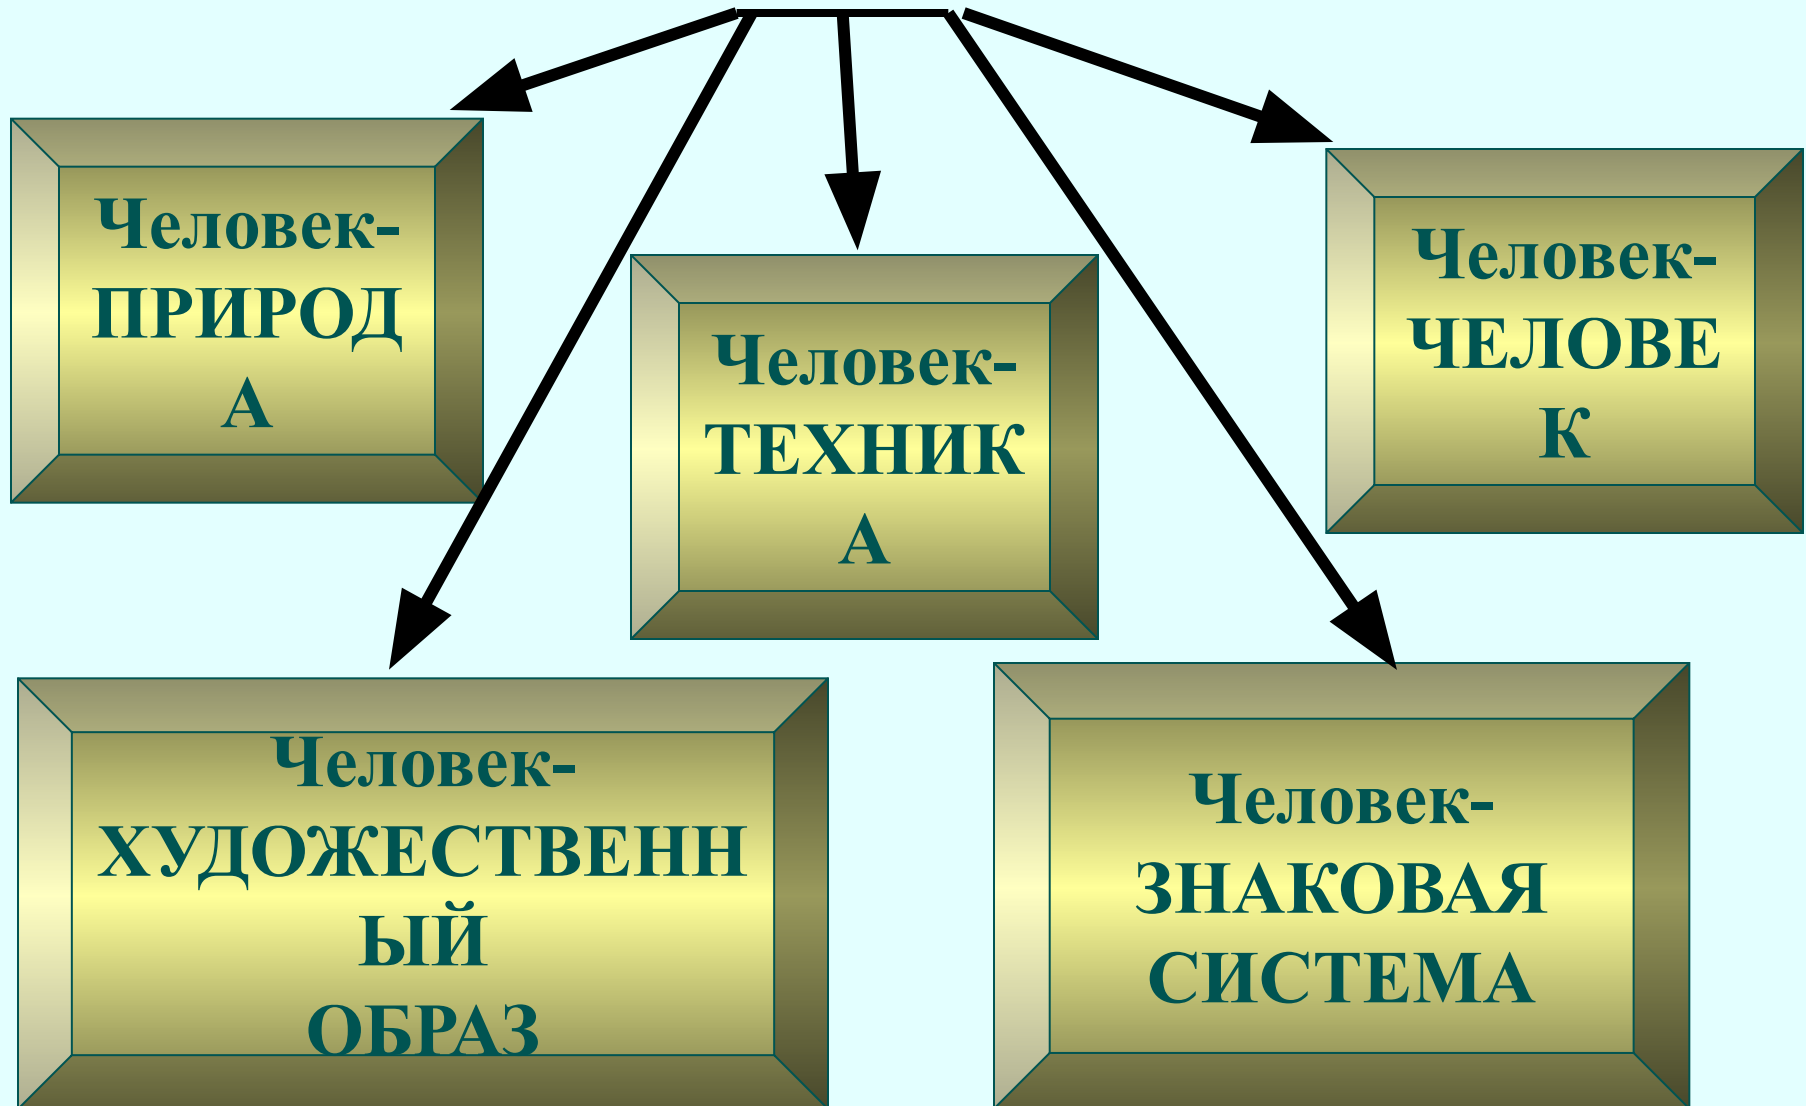 Человек-
ПРИРОД
А
Человек-
ТЕХНИК
А
Человек-
ЧЕЛОВЕ
К
Человек-
ХУДОЖЕСТВЕНН
ЫЙ
ОБРАЗ
Человек-
ЗНАКОВАЯ
СИСТЕМА